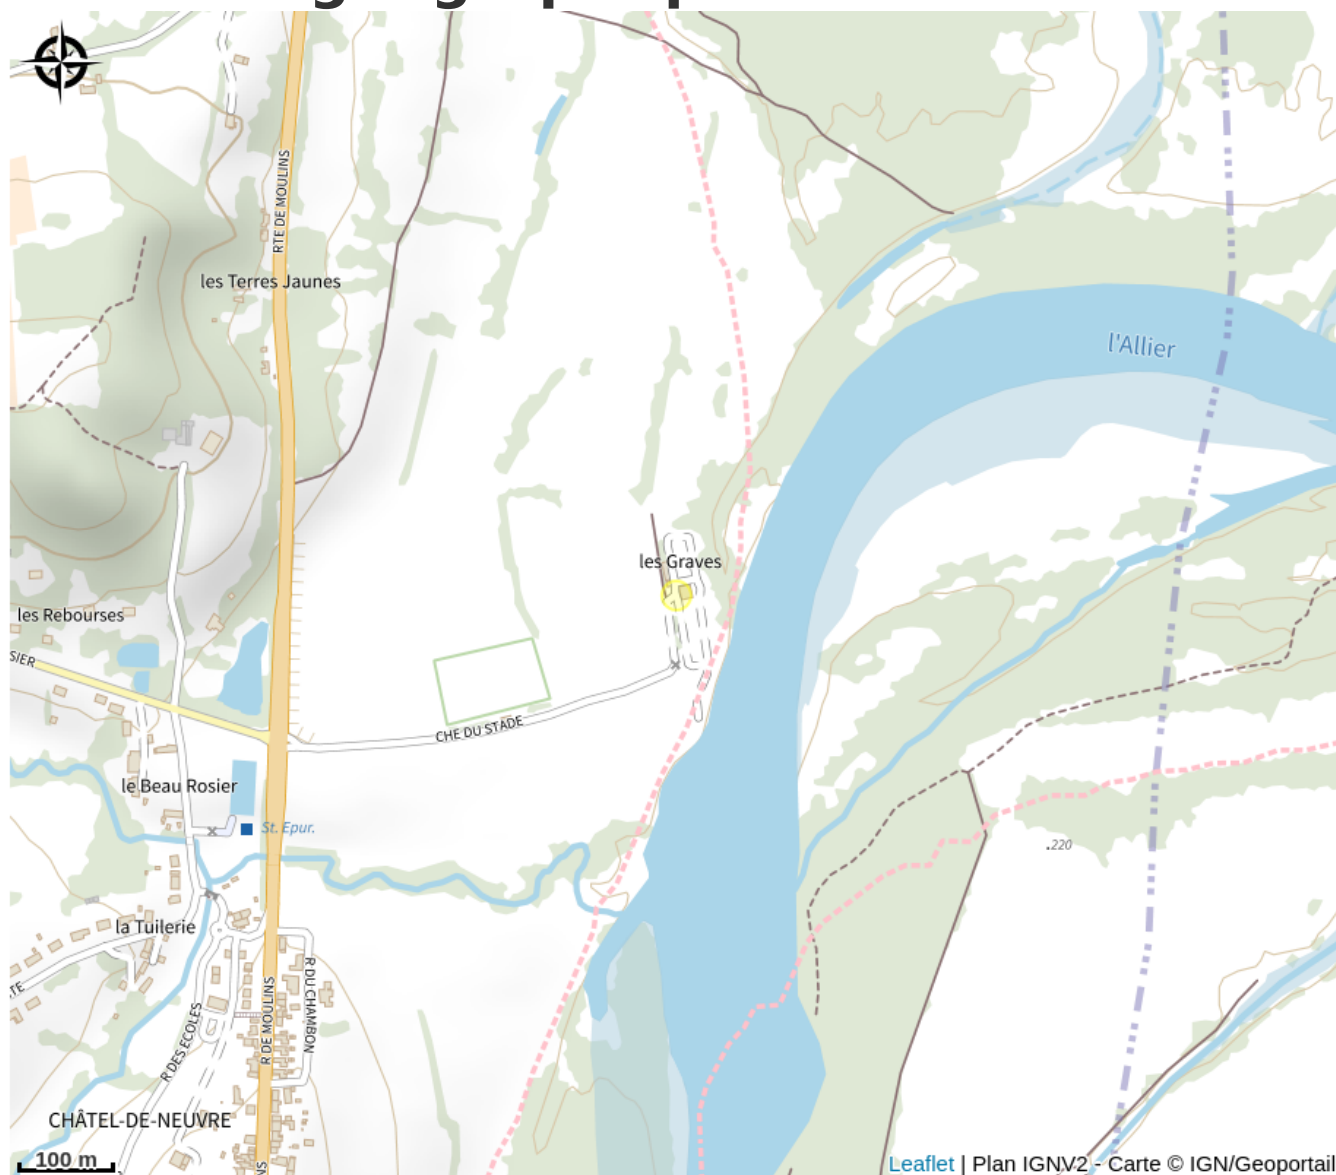 RTE DE MOULINS
les Terres Jaunes
l'Allier
les Graves
les Rebourses
SIER
CHE DU STADE
le Beau Rosier
St. Epur.
.220
la Tuilerie
TE
R DU CHAMBON
R DE MOULINS
R DES ECOLES
CHÂTEL-DE-NEUVRE
NS
100 m
Leaflet | Plan IGNV2 - Carte © IGN/Geoportail